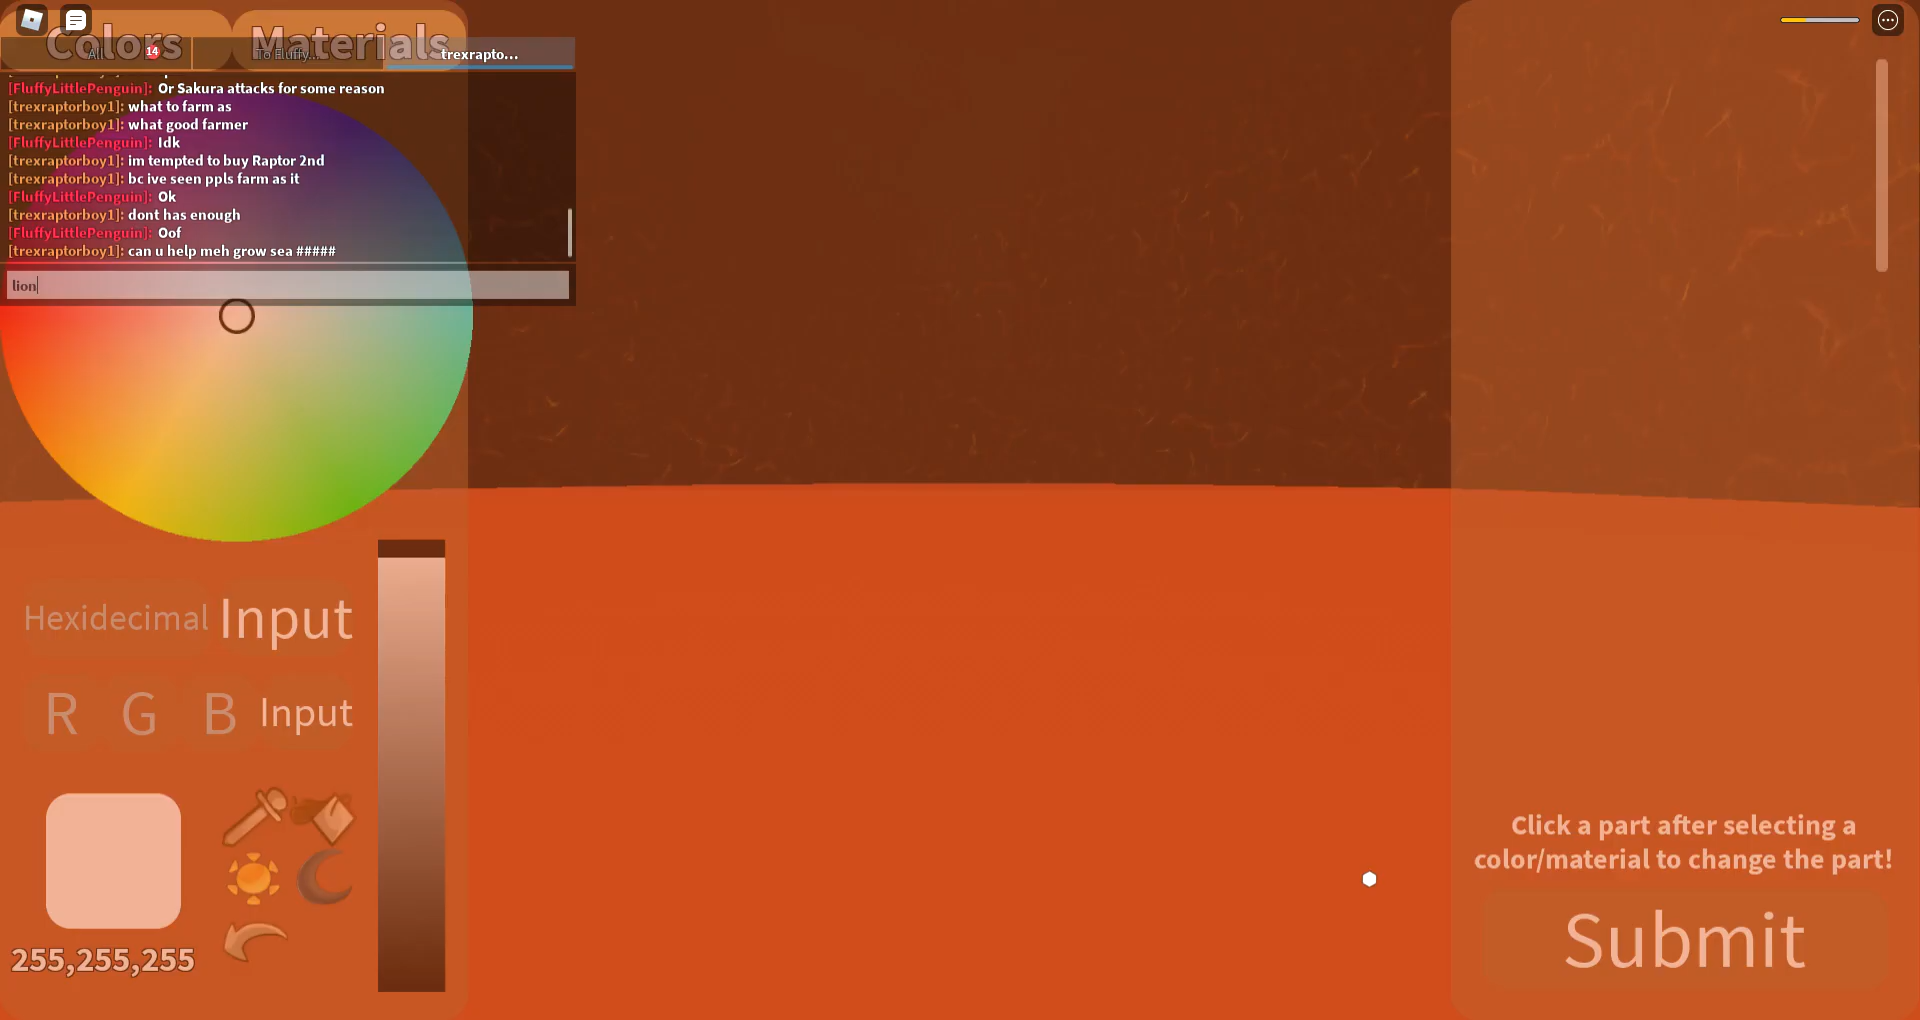 Colors Materials
All 14 To Fluffy... trexrapto...
[FluffyLittlePenguin]: Or Sakura attacks for some reason
[trexraptorboy1]: what to farm as
[trexraptorboy1]: what good farmer
[FluffyLittlePenguin]: Idk
[trexraptorboy1]: im tempted to buy Raptor 2nd
[trexraptorboy1]: bc ive seen ppls farm as it
[FluffyLittlePenguin]: Ok
[trexraptorboy1]: dont has enough
[FluffyLittlePenguin]: Oof
[trexraptorboy1]: can u help meh grow sea #####
lion
Hexidecimal Input
R G B Input
255,255,255
Click a part after selecting a
color/material to change the part!
Submit